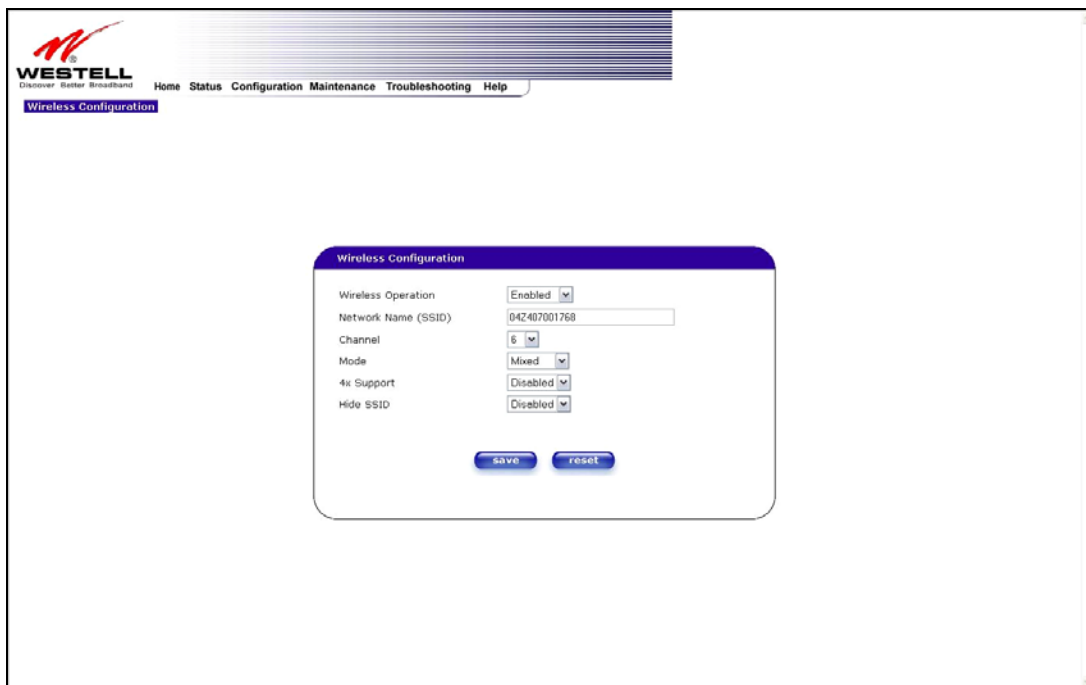 WESTELL
®
Discover Better Broadband
Home Status Configuration Maintenance Troubleshooting Help
Wireless Configuration
Wireless Configuration
Wireless Operation Enabled
Network Name (SSID) 04Z407001768
Channel 6
Mode Mixed
4x Support Disabled
Hide SSID Disabled
save reset